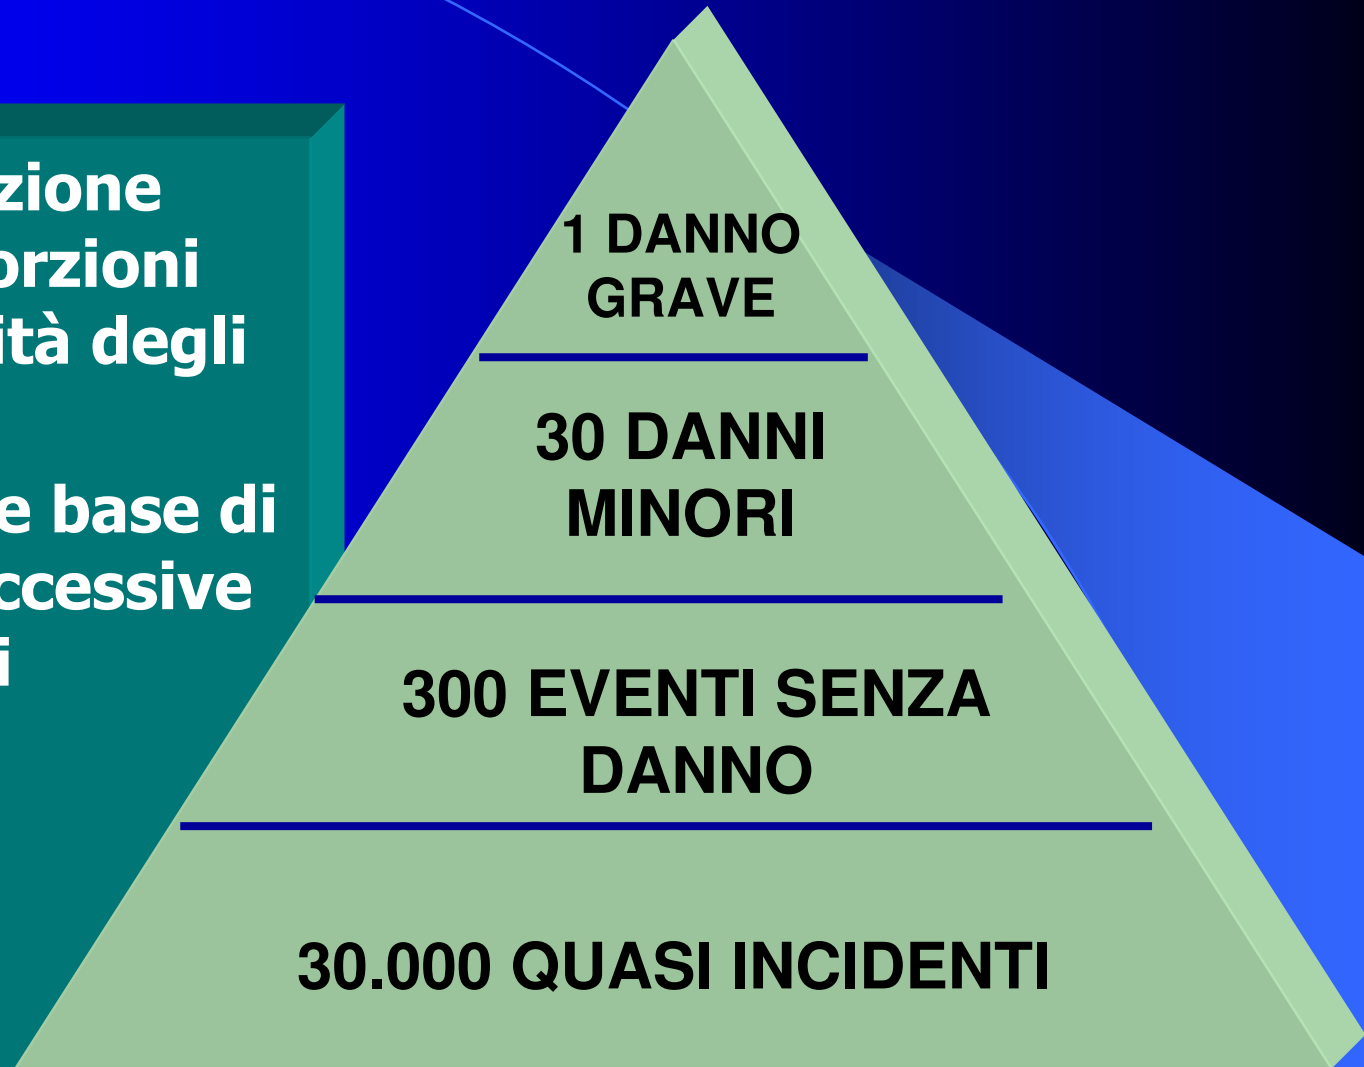 zione
orzioni
ità degli
e base di
ccessive
i
1 DANNO
GRAVE
30 DANNI
MINORI
300 EVENTI SENZA
DANNO
30.000 QUASI INCIDENTI